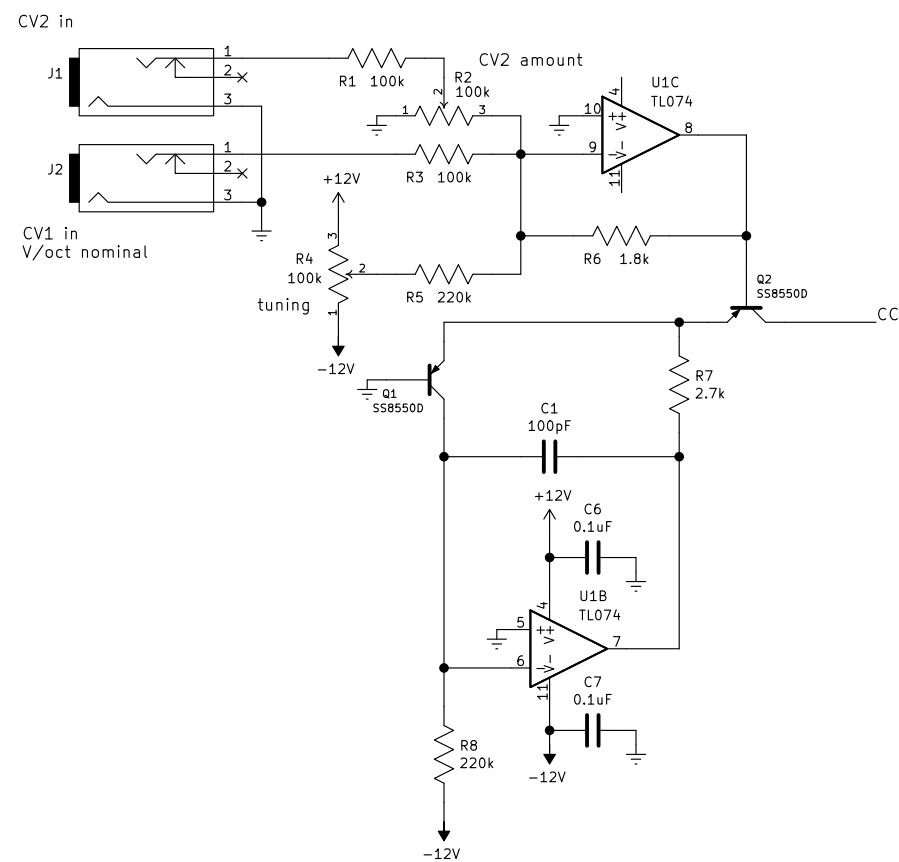 CV2 in
J1
1
2
3
R1 100k
R2
100k
CV2 amount
2
1
3
10
9
8
4
11
+
V+
-
V-
U1C
TL074
J2
1
2
3
CV1 in
V/oct nominal
R3 100k
+12V
3
R4
100k
2
1
tuning
-12V
R5 220k
R6 1.8k
Q2
SS8550D
CC
Q1
SS8550D
R7
2.7k
C1
100pF
+12V
C6
0.1uF
U1B
TL074
4
5
6
7
11
+
V+
-
V-
C7
0.1uF
-12V
R8
220k
-12V